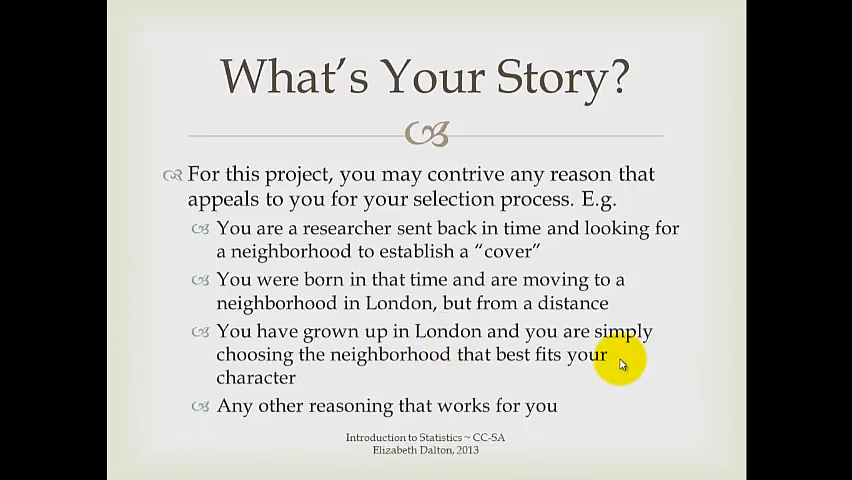 What's Your Story?
For this project, you may contrive any reason that
appeals to you for your selection process. E.g.
You are a researcher sent back in time and looking for
a neighborhood to establish a “cover”
You were born in that time and are moving to a
neighborhood in London, but from a distance
You have grown up in London and you are simply
choosing the neighborhood that best fits your
character
Any other reasoning that works for you
Introduction to Statistics ~ CC-SA
Elizabeth Dalton, 2013